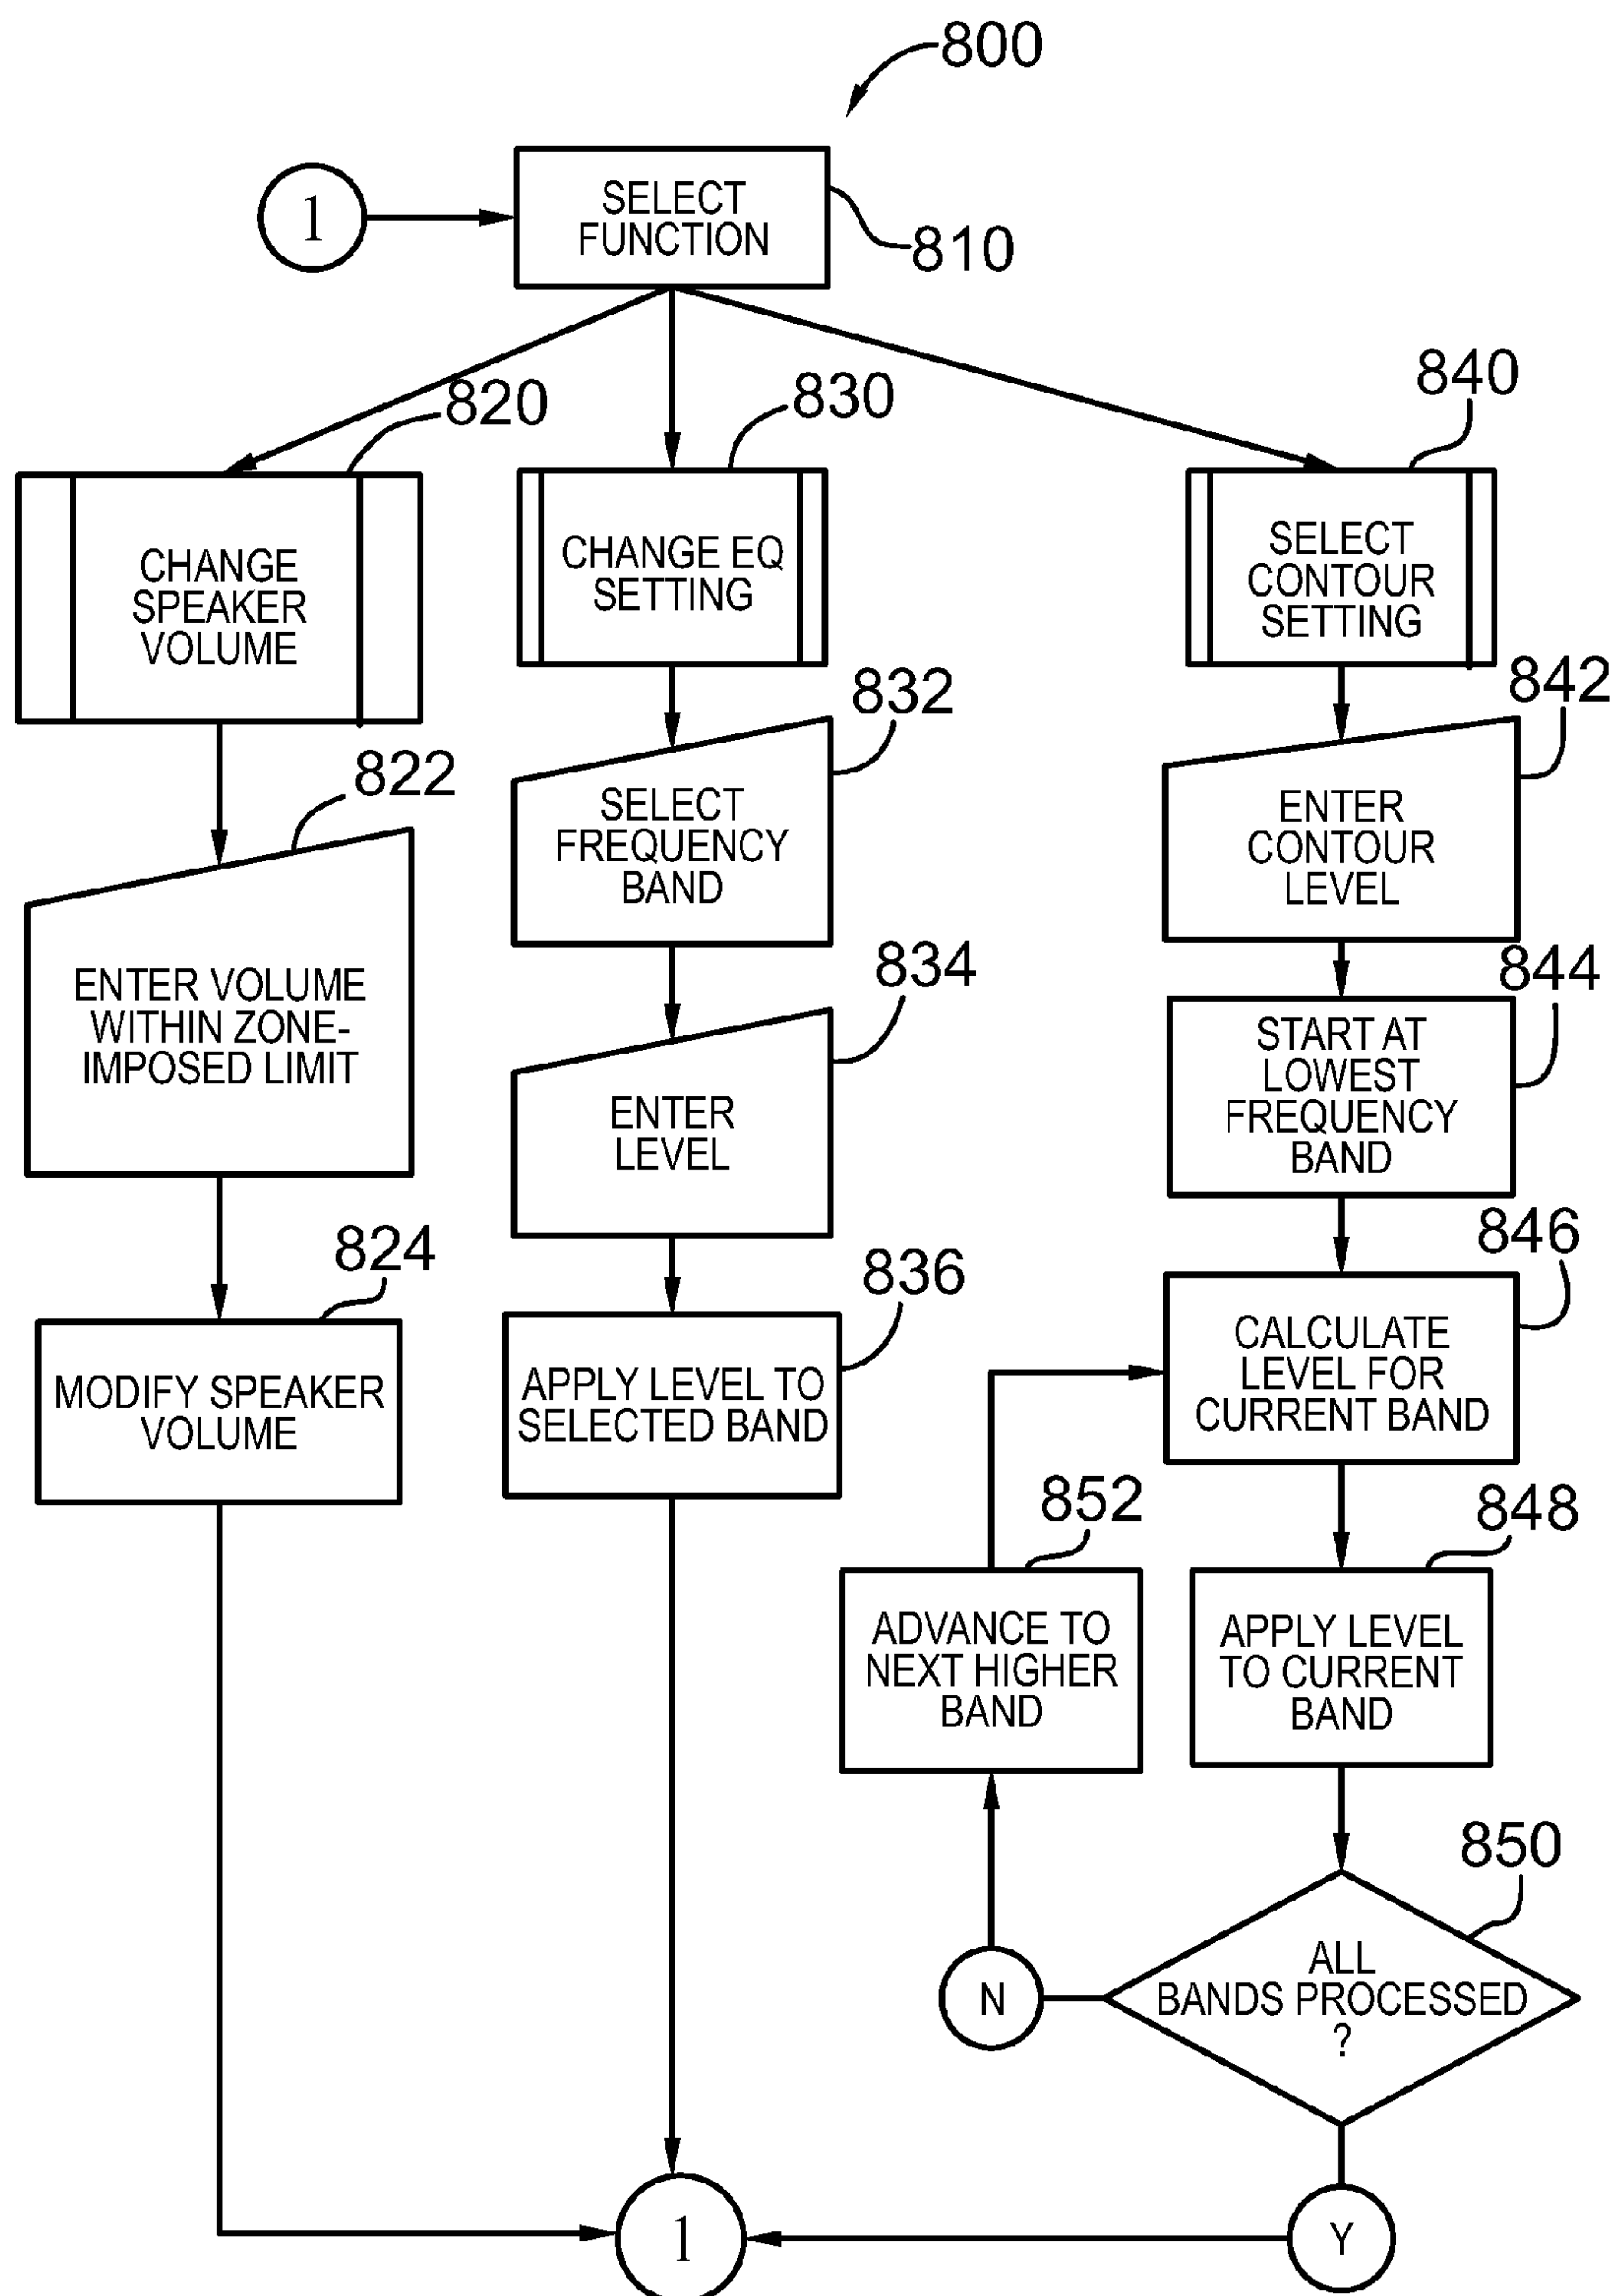 800
1
SELECT
FUNCTION
810
820
830
840
CHANGE
SPEAKER
VOLUME
CHANGE EQ
SETTING
SELECT
CONTOUR
SETTING
822
832
842
ENTER VOLUME
WITHIN ZONE-
IMPOSED LIMIT
SELECT
FREQUENCY
BAND
ENTER
CONTOUR
LEVEL
834
844
ENTER
LEVEL
START AT
LOWEST
FREQUENCY
BAND
824
836
846
MODIFY SPEAKER
VOLUME
APPLY LEVEL TO
SELECTED BAND
CALCULATE
LEVEL FOR
CURRENT BAND
852
848
ADVANCE TO
NEXT HIGHER
BAND
APPLY LEVEL
TO CURRENT
BAND
850
N
ALL
BANDS PROCESSED
?
1
Y